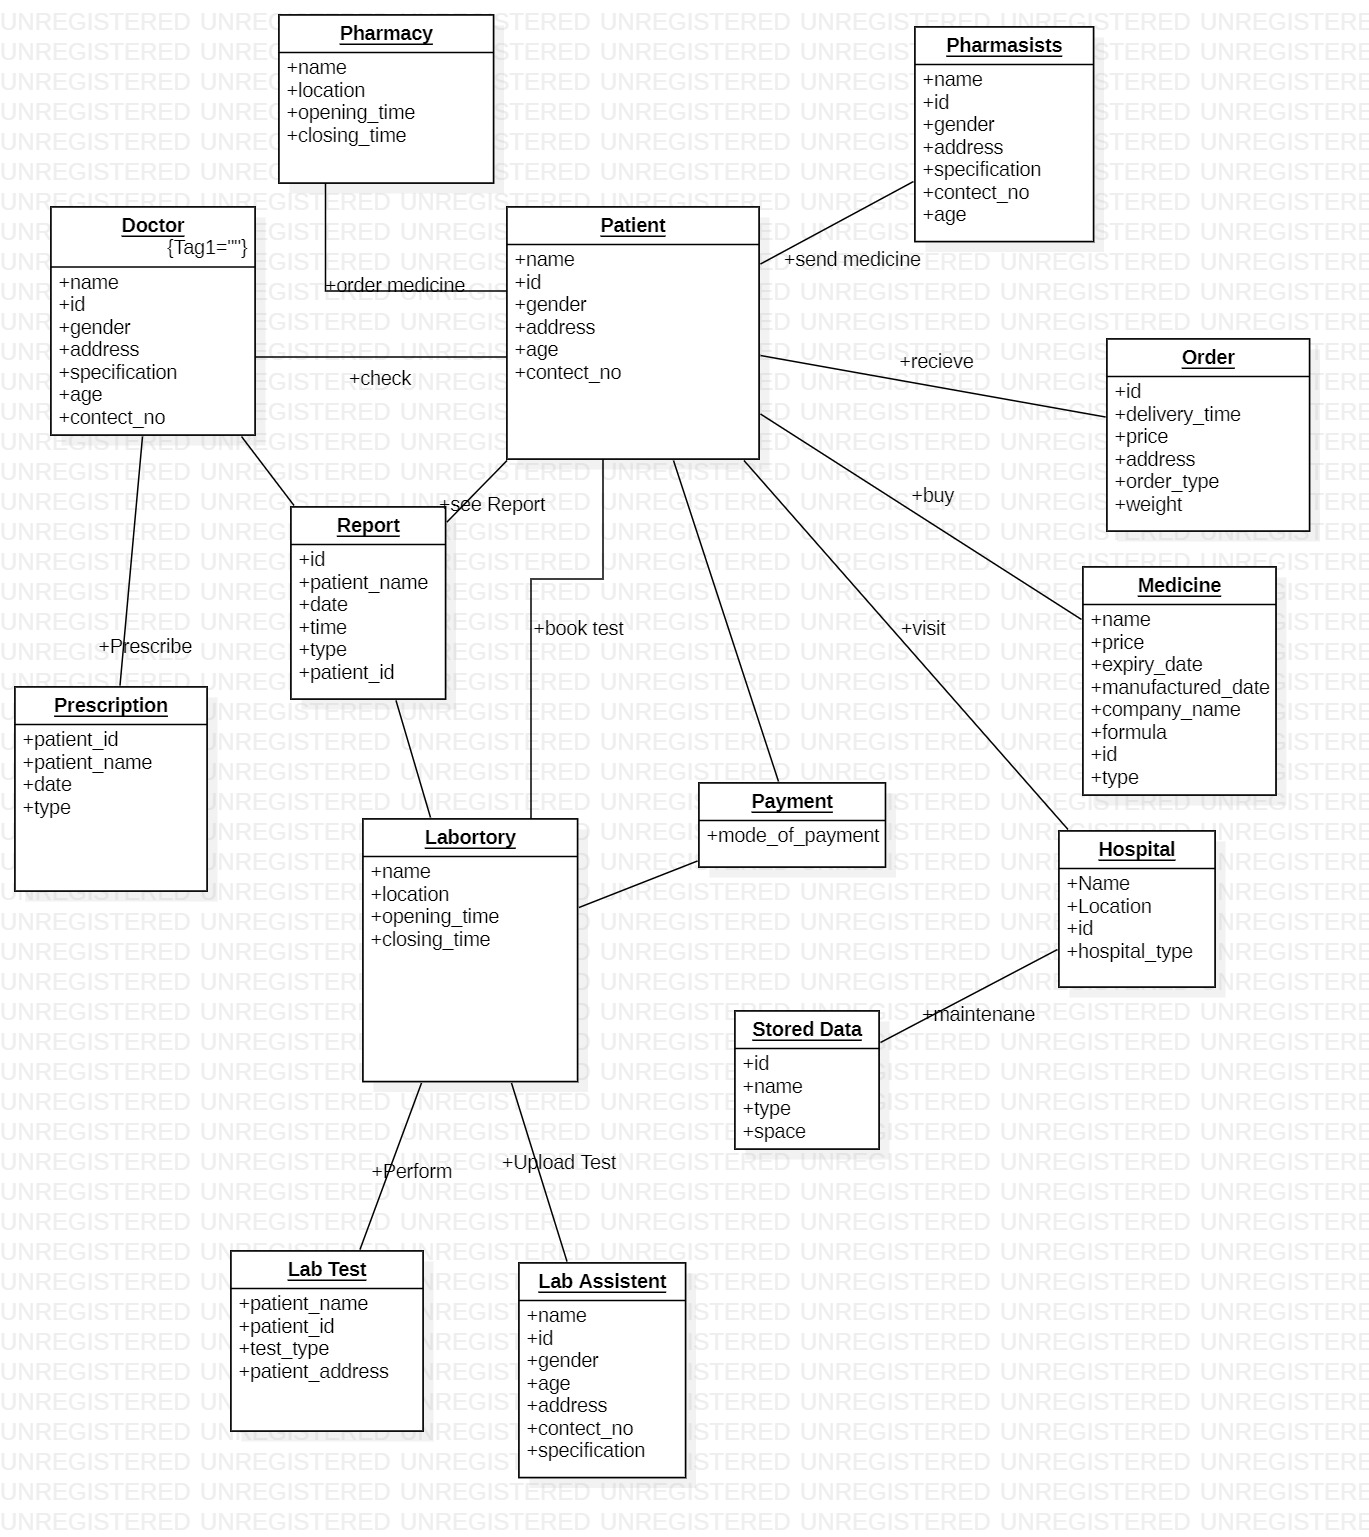 Pharmacy
+name
+location
+opening_time
+closing_time
Pharmasists
+name
+id
+gender
+address
+specification
+contect_no
+age
Doctor
{Tag1=""}
+name
+id
+gender
+address
+specification
+age
+contect_no
Patient
+name
+id
+gender
+address
+age
+contect_no
+send medicine
+order medicine
+check
+recieve
Order
+id
+delivery_time
+price
+address
+order_type
+weight
+see Report
+buy
Report
+id
+patient_name
+date
+time
+type
+patient_id
+book test
+visit
Medicine
+name
+price
+expiry_date
+manufactured_date
+company_name
+formula
+id
+type
+Prescribe
Prescription
+patient_id
+patient_name
+date
+type
Payment
+mode_of_payment
Labortory
+name
+location
+opening_time
+closing_time
Hospital
+Name
+Location
+id
+hospital_type
+maintenane
Stored Data
+id
+name
+type
+space
+Perform
+Upload Test
Lab Test
+patient_name
+patient_id
+test_type
+patient_address
Lab Assistent
+name
+id
+gender
+age
+address
+contect_no
+specification
UNREGISTERED